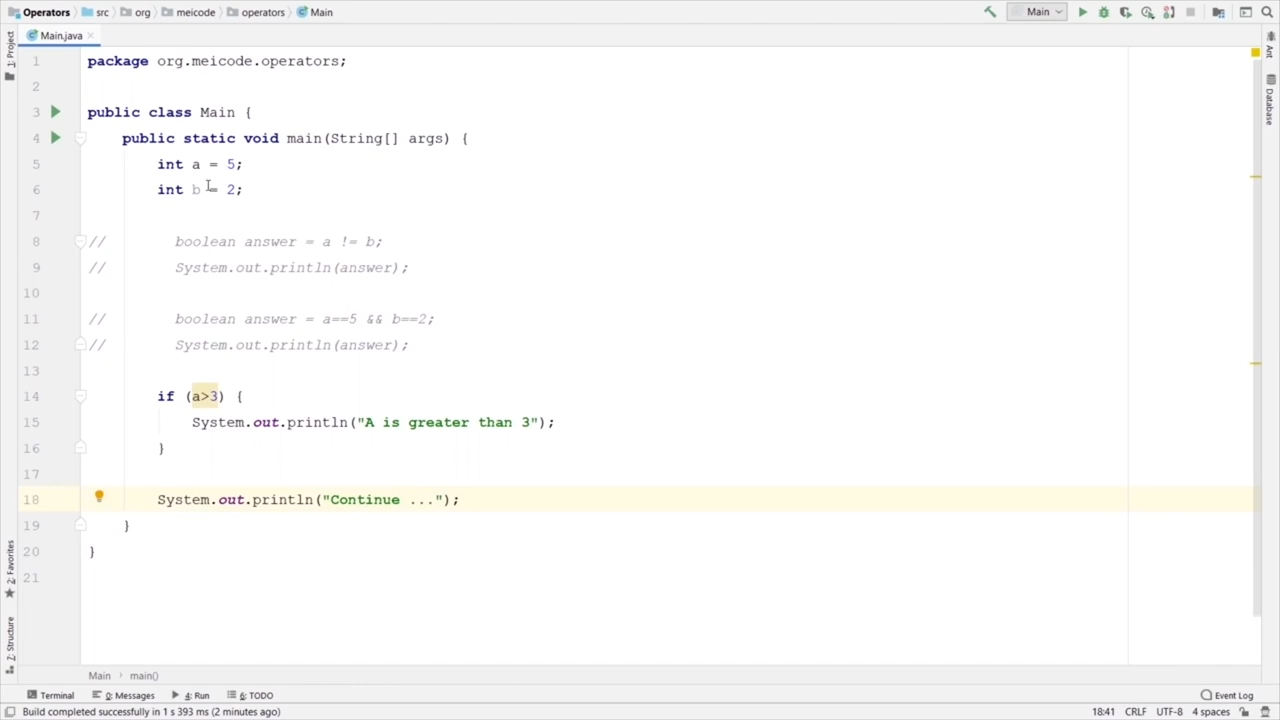 Operators > src > org > meicode > operators > Main
Main
Main.java
1: Project
Ant
Database
1 package org.meicode.operators;
2
3 public class Main {
4 public static void main(String[] args) {
5 int a = 5;
6 int b = 2;
7
8 // boolean answer = a != b;
9 // System.out.println(answer);
10
11 // boolean answer = a==5 && b==2;
12 // System.out.println(answer);
13
14 if (a>3) {
15 System.out.println("A is greater than 3");
16 }
17
18 System.out.println("Continue ...");
19 }
20 }
21
2: Favorites
7: Structure
Main > main()
Terminal 0: Messages 4: Run 6: TODO Event Log
Build completed successfully in 1 s 393 ms (2 minutes ago) 18:41 CRLF UTF-8 4 spaces